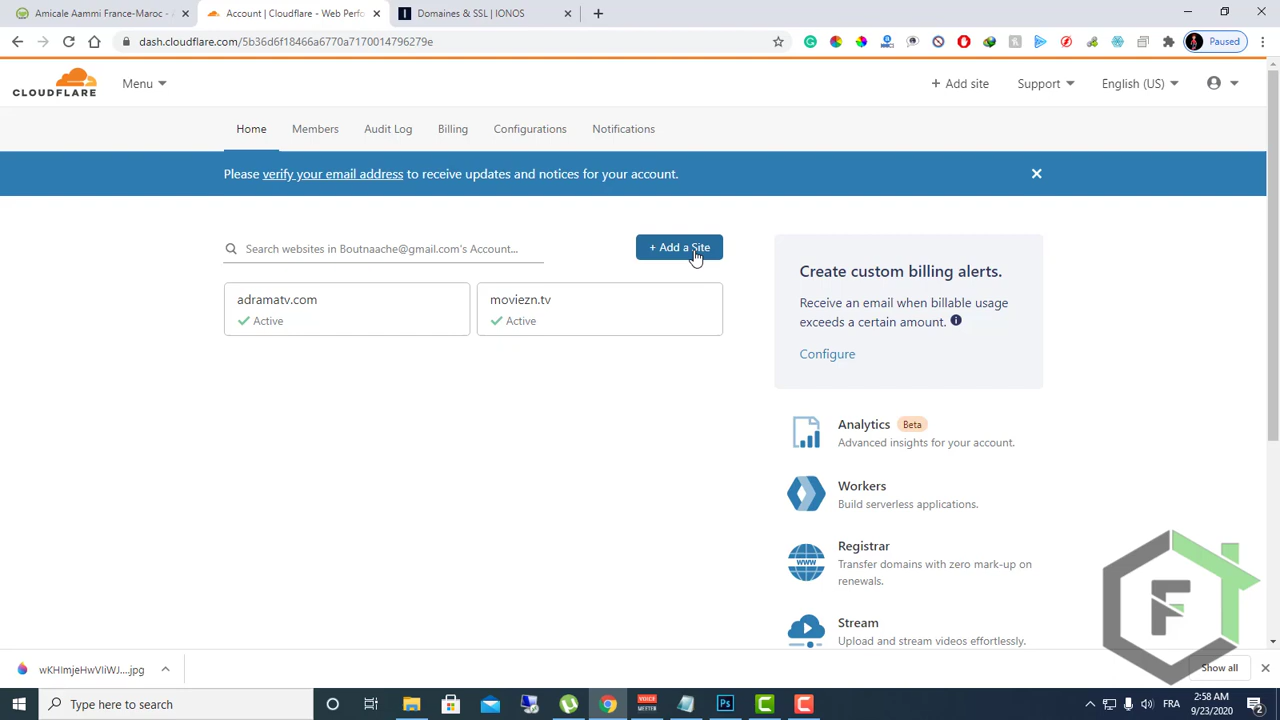 Amicale Aammi France-Maroc -
Account | Cloudflare - Web Perfo
Domaines & SSL | IONOS
dash.cloudflare.com/5b36d6f18466a6770a7170014796279e
Paused
CLOUDFLARE
Menu
+ Add site
Support
English (US)
Home
Members
Audit Log
Billing
Configurations
Notifications
Please verify your email address to receive updates and notices for your account.
Search websites in Boutnaache@gmail.com's Account...
+ Add a Site
adramatv.com
Active
moviezn.tv
Active
Create custom billing alerts.
Receive an email when billable usage
exceeds a certain amount.
Configure
Analytics Beta
Advanced insights for your account.
Workers
Build serverless applications.
Registrar
WWW
Transfer domains with zero mark-up on
renewals.
Stream
Upload and stream videos effortlessly.
F
wKHImjeHwVIiWJ....jpg
Show all
Type here to search
VOICE
MEETER
Ps
FRA
2:58 AM
9/23/2020
2